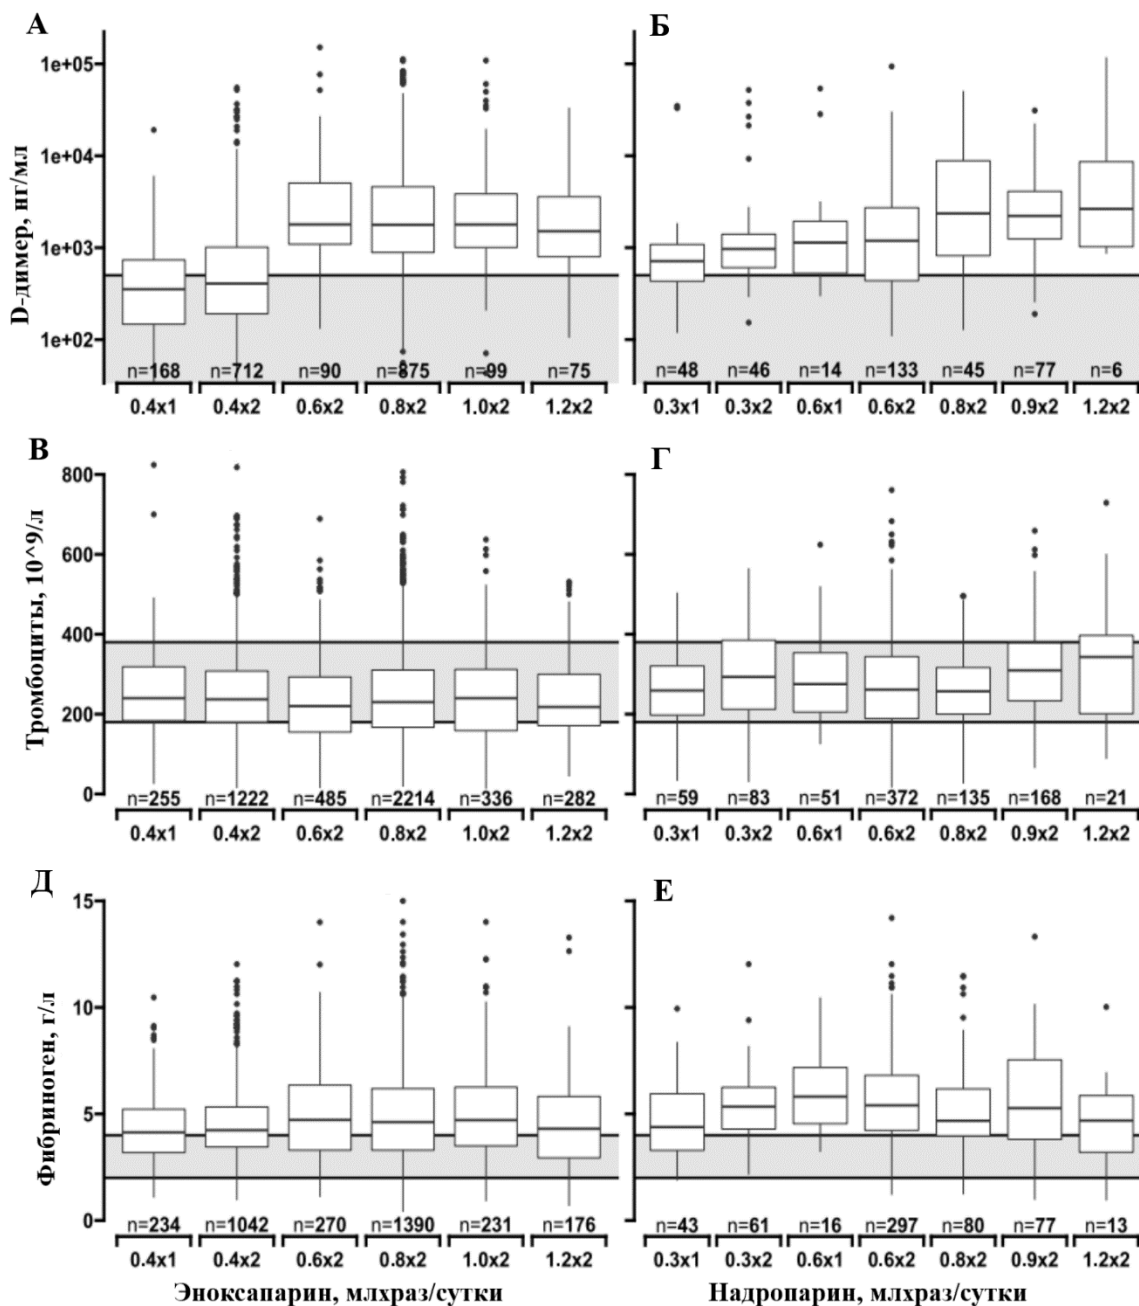 А Б
D-димер, нг/мл
1e+05
1e+04
1e+03
1e+02
n=168 n=712 n=90 n=875 n=99 n=75
0.4x1 0.4x2 0.6x2 0.8x2 1.0x2 1.2x2
n=48 n=46 n=14 n=133 n=45 n=77 n=6
0.3x1 0.3x2 0.6x1 0.6x2 0.8x2 0.9x2 1.2x2
В Г
Тромбоциты, 10^9/л
800
600
400
200
0
n=255 n=1222 n=485 n=2214 n=336 n=282
0.4x1 0.4x2 0.6x2 0.8x2 1.0x2 1.2x2
n=59 n=83 n=51 n=372 n=135 n=168 n=21
0.3x1 0.3x2 0.6x1 0.6x2 0.8x2 0.9x2 1.2x2
Д Е
Фибриноген, г/л
15
10
5
0
n=234 n=1042 n=270 n=1390 n=231 n=176
0.4x1 0.4x2 0.6x2 0.8x2 1.0x2 1.2x2
n=43 n=61 n=16 n=297 n=80 n=77 n=13
0.3x1 0.3x2 0.6x1 0.6x2 0.8x2 0.9x2 1.2x2
Эноксапарин, млхраз/сутки
Надропарин, млхраз/сутки